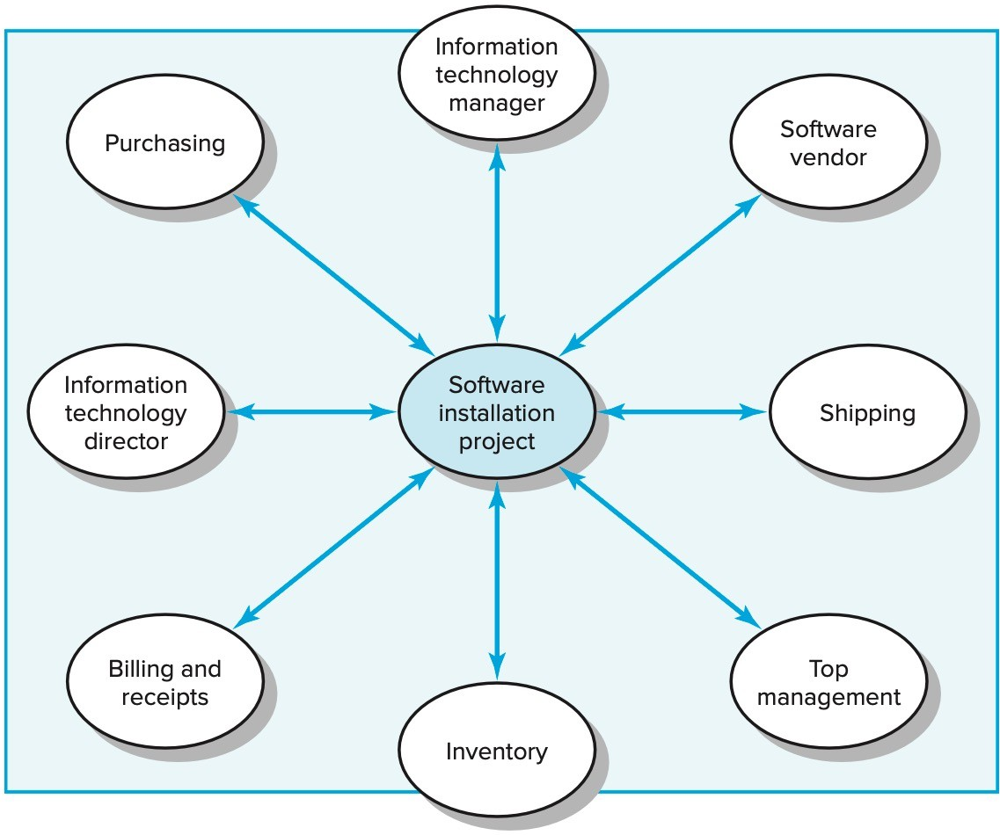 Information
technology
manager
Purchasing
Software
vendor
Information
technology
director
Software
installation
project
Shipping
Billing and
receipts
Inventory
Top
management